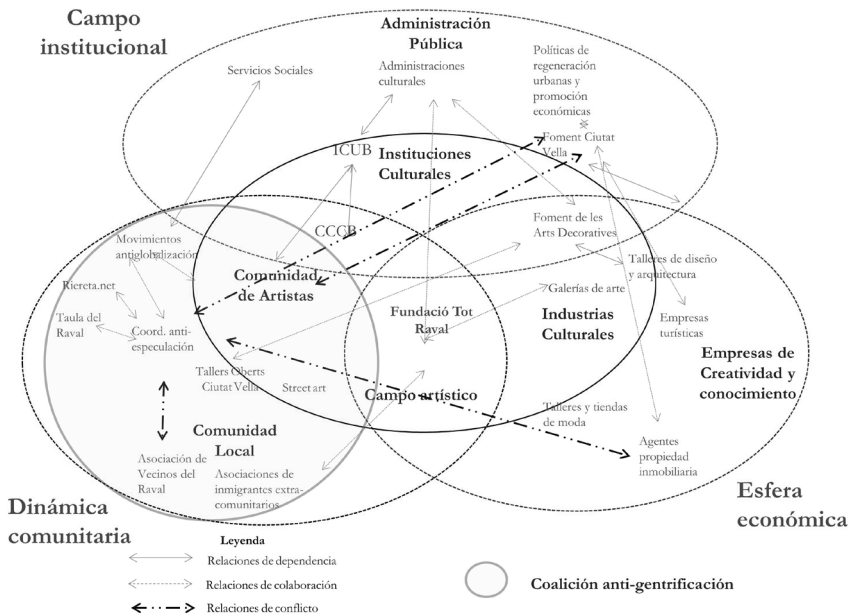 Campo
institucional
Administración
Pública
Administraciones
culturales
Servicios Sociales
Políticas de
regeneración
urbanas y
promoción
económicas
Foment Ciutat
Vella
ICUB
Instituciones
Culturales
CCCB
Foment de les
Arts Decoratives
Movimientos
antiglobalización
Comunidad
de Artistas
Talleres de diseño
y arquitectura
Riereta.net
Galerías de arte
Taula del
Raval
Coord. anti-
especulación
Fundació Tot
Raval
Industrias
Culturales
Empresas
turísticas
Empresas de
Creatividad y
conocimiento
Tallers Oberts
Ciutat Vella
Street art
Campo artístico
Talleres y tiendas
de moda
Comunidad
Local
Agentes
propiedad
inmobiliaria
Asociación de
Vecinos del
Raval
Asociaciones de
inmigrantes extra-
comunitarios
Dinámica
comunitaria
Esfera
económica
Leyenda
Relaciones de dependencia
Relaciones de colaboración
Relaciones de conflicto
Coalición anti-gentrificación